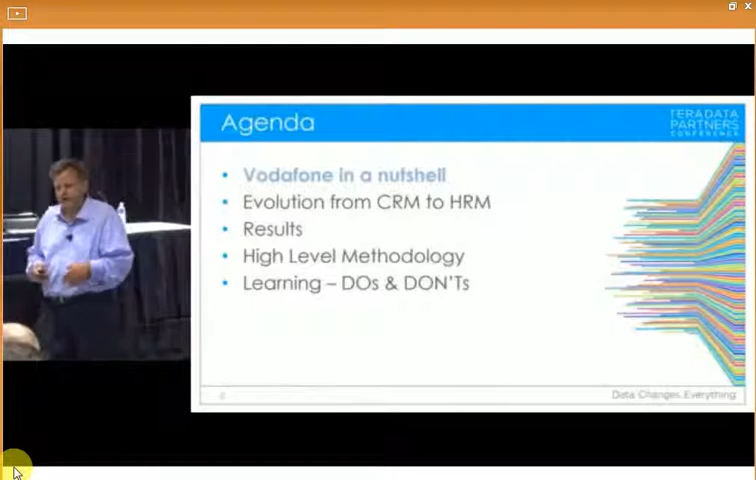 Agenda
TERADATA
PARTNERS
CONFERENCE
Vodafone in a nutshell
Evolution from CRM to HRM
Results
High Level Methodology
Learning – DOs & DON'Ts
Data Changes Everything